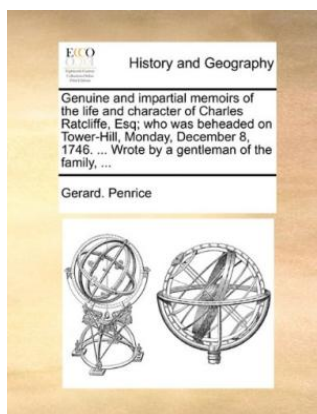 ECCO
History and Geography
Genuine and impartial memoirs of
the life and character of Charles
Ratcliffe, Esq; who was beheaded on
Tower-Hill, Monday, December 8,
1746. ... Wrote by a gentleman of the
family, ...
Gerard. Penrice